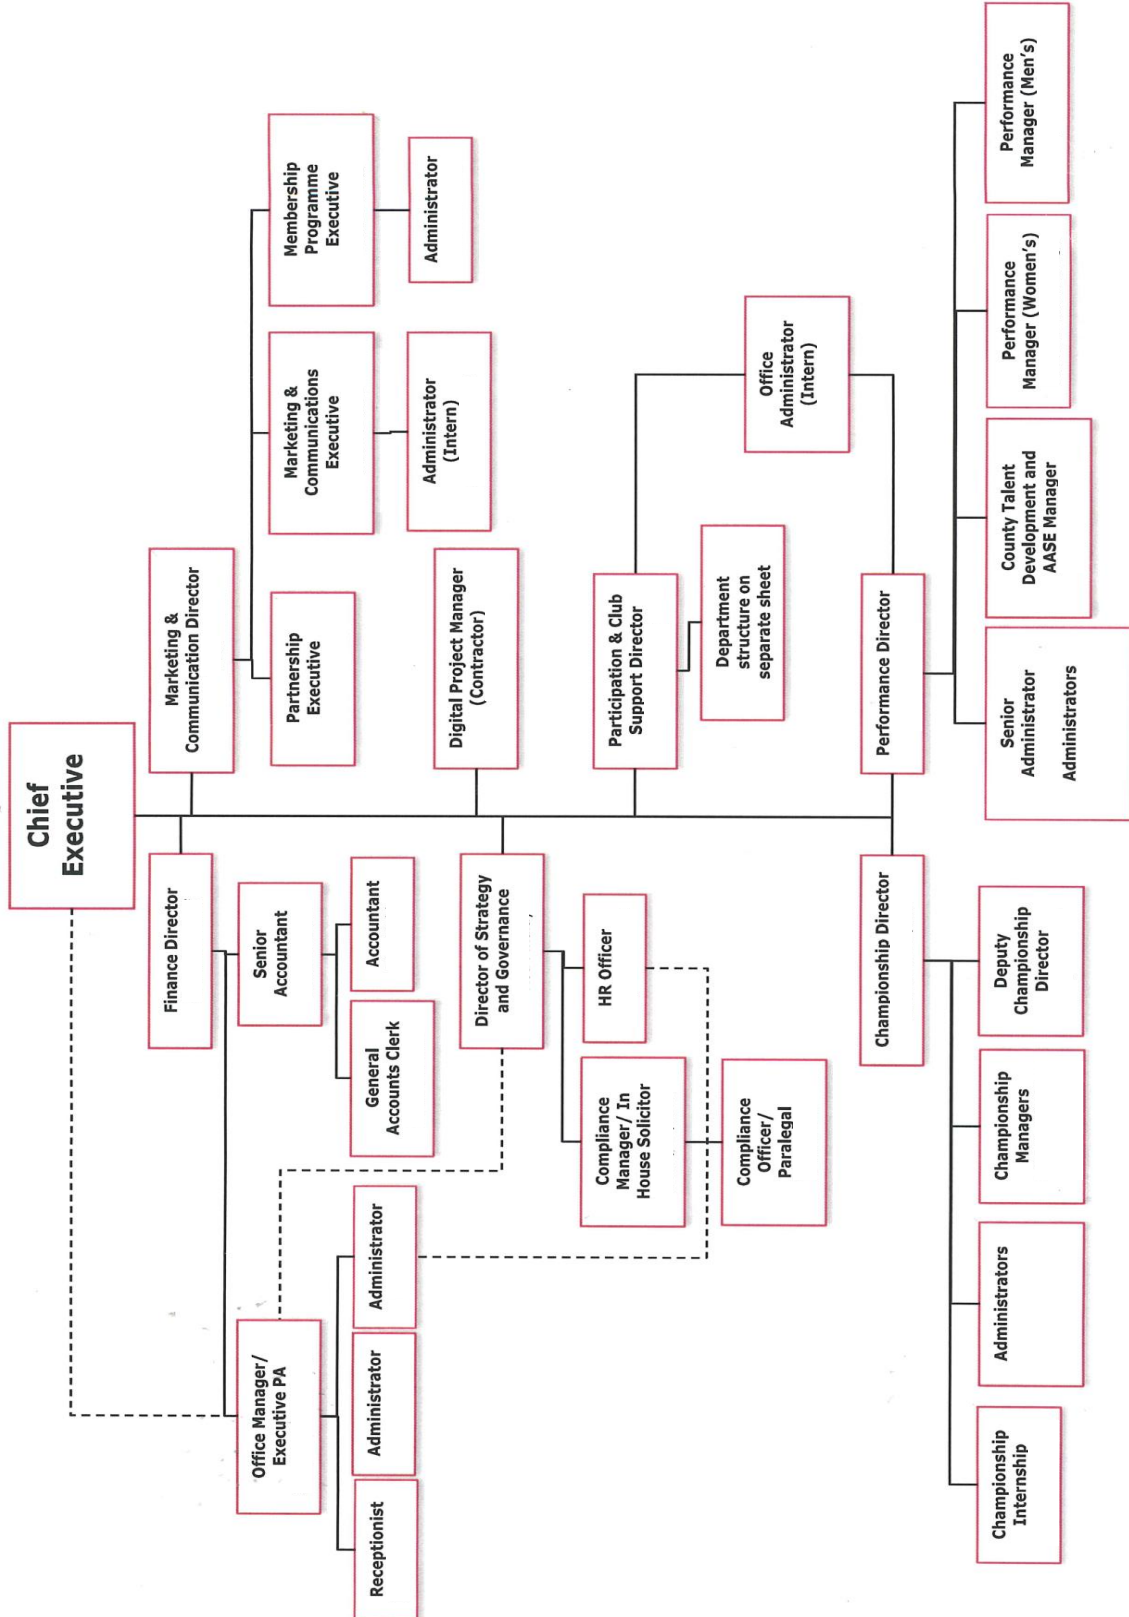 Chief
Executive
Finance Director
Marketing &
Communication Director
Office Manager/
Executive PA
Senior
Accountant
Partnership
Executive
Marketing &
Communications
Executive
Membership
Programme
Executive
Receptionist
Administrator
Administrator
General
Accounts Clerk
Accountant
Administrator
(Intern)
Administrator
Director of Strategy
and Governance
Digital Project Manager
(Contractor)
Compliance
Manager/ In
House Solicitor
HR Officer
Participation & Club
Support Director
Compliance
Officer/
Paralegal
Department
structure on
separate sheet
Office
Administrator
(Intern)
Championship Director
Performance Director
Championship
Internship
Administrators
Championship
Managers
Deputy
Championship
Director
Senior
Administrator
Administrators
County Talent
Development and
AASE Manager
Performance
Manager (Women's)
Performance
Manager (Men's)